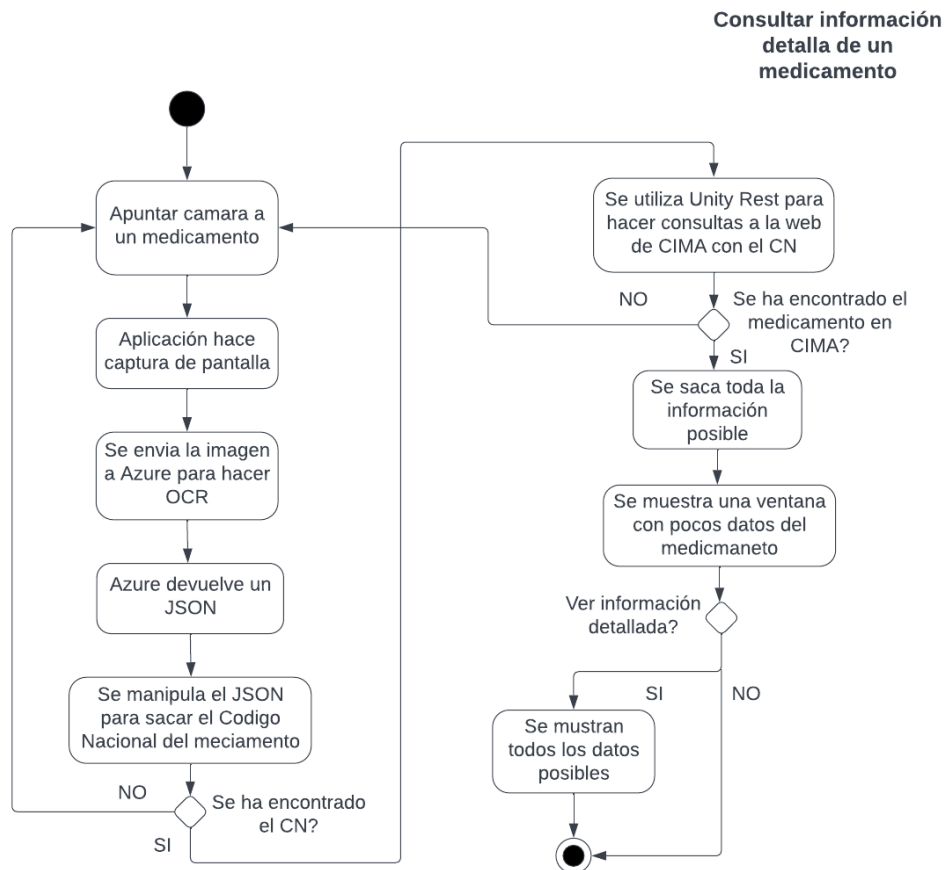 Consultar información
detalla de un
medicamento
Apuntar camara a
un medicamento
Aplicación hace
captura de pantalla
Se envia la imagen
a Azure para hacer
OCR
Azure devuelve un
JSON
Se manipula el JSON
para sacar el Codigo
Nacional del meciamento
NO
Se ha encontrado
el CN?
SI
Se utiliza Unity Rest para
hacer consultas a la web
de CIMA con el CN
NO
Se ha encontrado el
medicamento en
CIMA?
SI
Se saca toda la
información
posible
Se muestra una ventana
con pocos datos del
medicmaneto
Ver información
detallada?
SI
NO
Se mustran
todos los datos
posibles